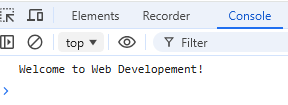 Elements Recorder Console
top Filter
Welcome to Web Developement!